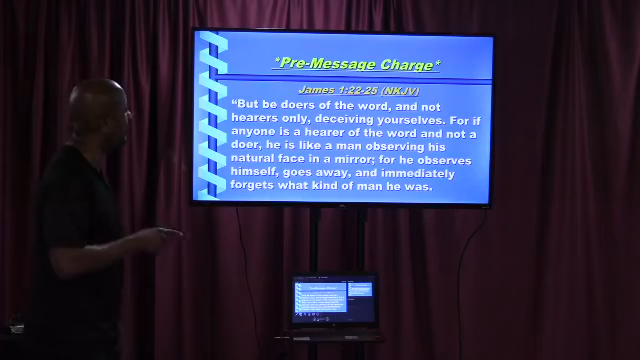 *Pre-Message Charge*
James 1:22-25 (NKJV)
“But be doers of the word, and not
hearers only, deceiving yourselves. For if
anyone is a hearer of the word and not a
doer, he is like a man observing his
natural face in a mirror; for he observes
himself, goes away, and immediately
forgets what kind of man he was.